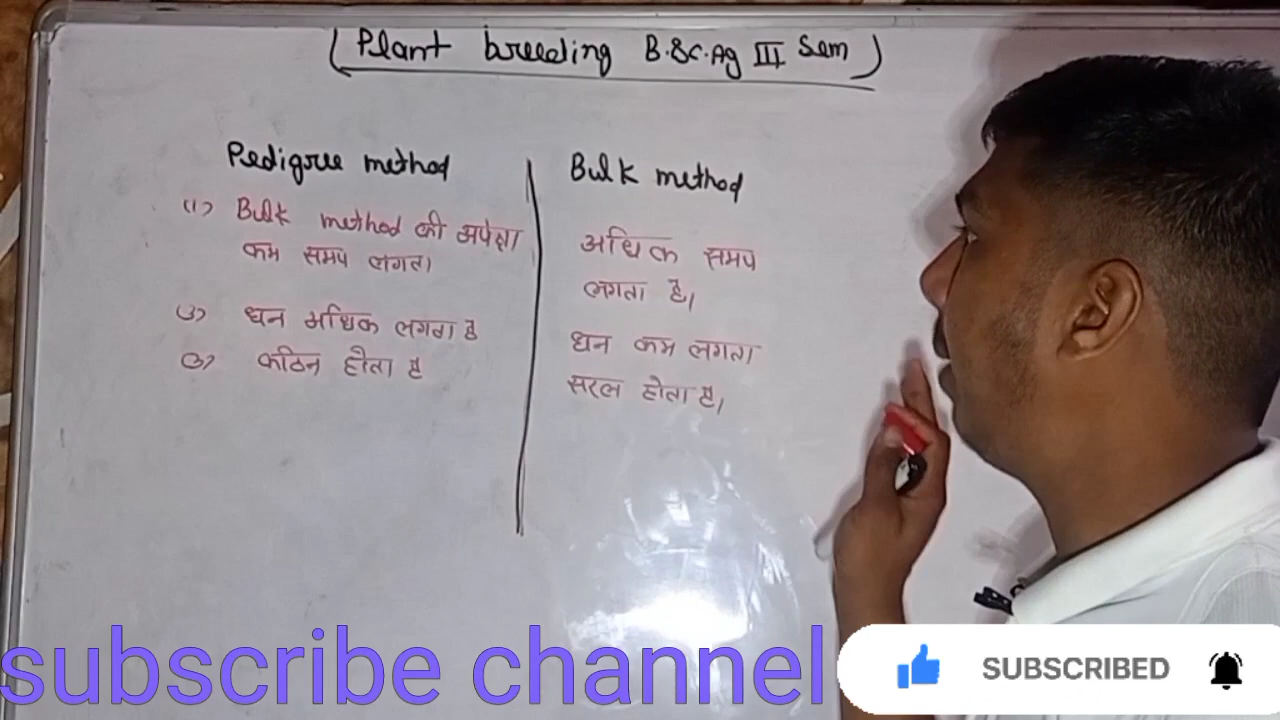 Plant breeding B.Sc.Ag III Sem
Pedigree method
(1) Bulk method की अपेक्षा
कम समय लगता
(2) धन अधिक लगता है
(3) कठिन होता है
Bulk method
अधिक समय
लगता है।
धन कम लगता
सरल होता है।
subscribe channel
SUBSCRIBED